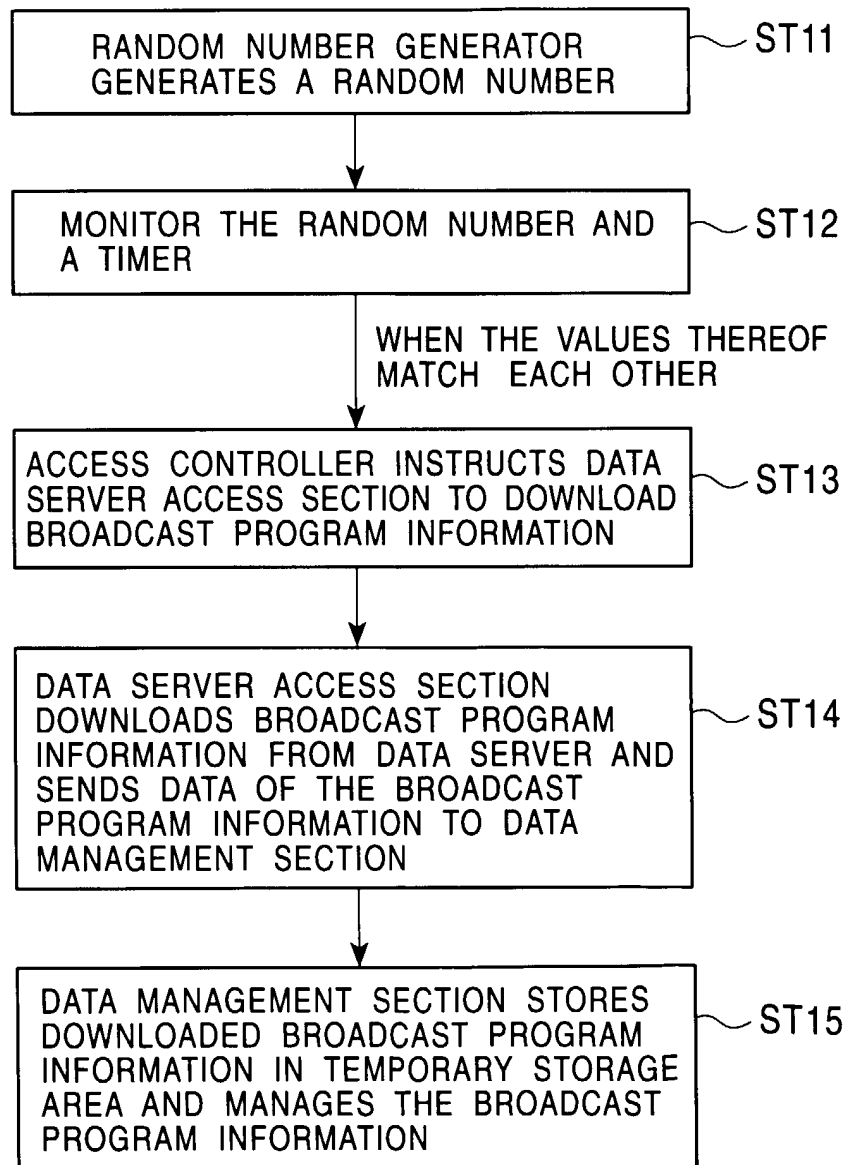 RANDOM NUMBER GENERATOR
GENERATES A RANDOM NUMBER
ST11
MONITOR THE RANDOM NUMBER AND
A TIMER
ST12
WHEN THE VALUES THEREOF
MATCH EACH OTHER
ACCESS CONTROLLER INSTRUCTS DATA
SERVER ACCESS SECTION TO DOWNLOAD
BROADCAST PROGRAM INFORMATION
ST13
DATA SERVER ACCESS SECTION
DOWNLOADS BROADCAST PROGRAM
INFORMATION FROM DATA SERVER AND
SENDS DATA OF THE BROADCAST
PROGRAM INFORMATION TO DATA
MANAGEMENT SECTION
ST14
DATA MANAGEMENT SECTION STORES
DOWNLOADED BROADCAST PROGRAM
INFORMATION IN TEMPORARY STORAGE
AREA AND MANAGES THE BROADCAST
PROGRAM INFORMATION
ST15